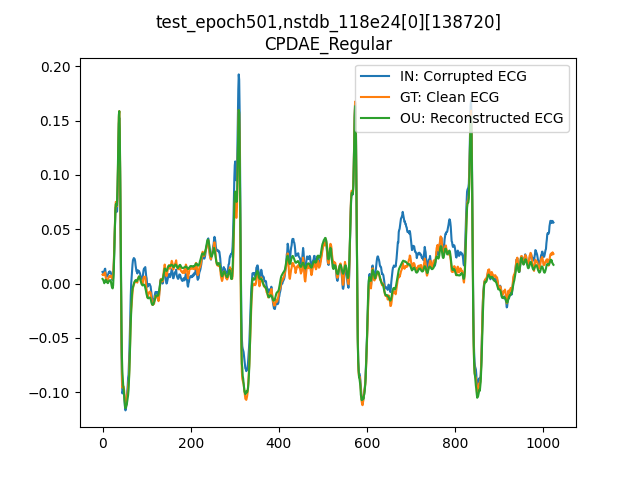 test_epoch501,nstdb_118e24[0][138720]
CPDAE_Regular
IN: Corrupted ECG
GT: Clean ECG
OU: Reconstructed ECG
0.20
0.15
0.10
0.05
0.00
−0.05
−0.10
0 200 400 600 800 1000